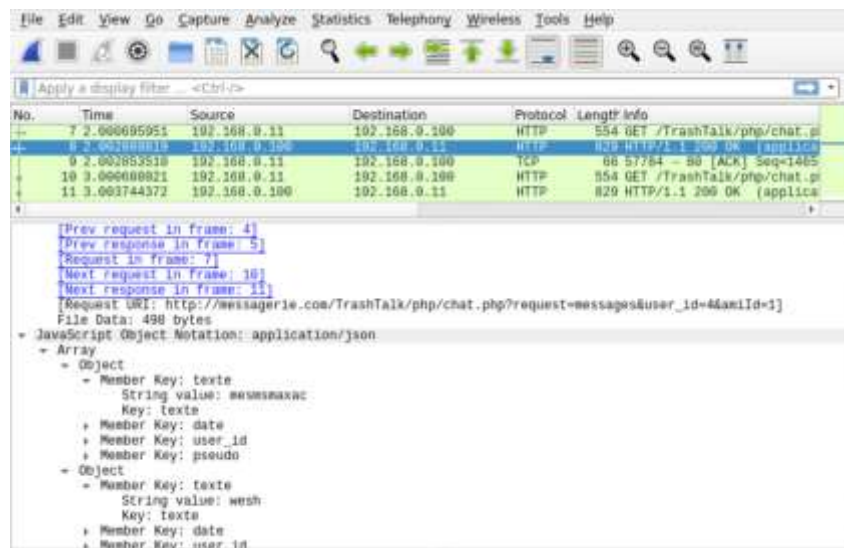 File Edit View Go Capture Analyze Statistics Telephony Wireless Tools Help
Apply a display filter ... <Ctrl-/>
No. Time Source Destination Protocol Length Info
7 2.000695951 192.168.0.11 192.168.0.100 HTTP 554 GET /TrashTalk/php/chat.p
8 192.168.0.100 192.168.0.11 HTTP 829 HTTP/1.1 200 OK (applica
9 2.002853510 192.168.0.11 192.168.0.100 TCP 66 57784 → 80 [ACK] Seq=1465
10 3.000600021 192.168.0.11 192.168.0.100 HTTP 554 GET /TrashTalk/php/chat.p
11 3.003744372 192.168.0.100 192.168.0.11 HTTP 829 HTTP/1.1 200 OK (applica
[Prev request in frame: 4]
[Prev response in frame: 5]
[Request in frame: 7]
[Next request in frame: 10]
[Next response in frame: 11]
[Request URI: http://messagerie.com/TrashTalk/php/chat.php?request=messages&user_id=4&amiId=1]
File Data: 490 bytes
JavaScript Object Notation: application/json
Array
Object
Member Key: texte
String value: mesmsmaxac
Key: texte
Member Key: date
Member Key: user_id
Member Key: pseudo
Object
Member Key: texte
String value: wesh
Key: texte
Member Key: date
Member Key: user_id